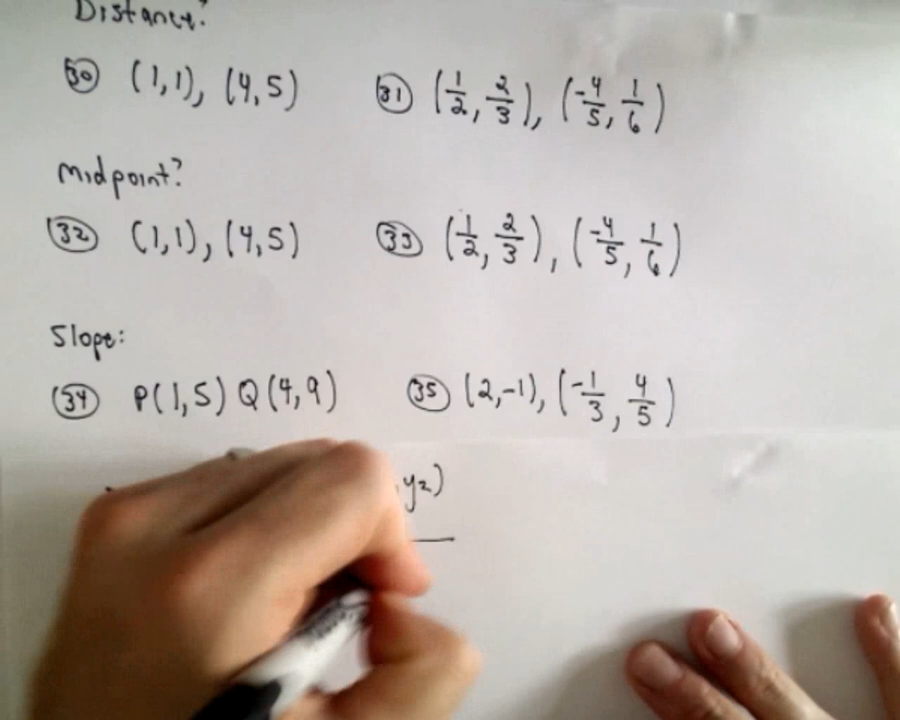 Distance?
30 (1,1), (4,5) 31 (1/2, 2/3), (-4/5, 1/6)
Midpoint?
32 (1,1), (4,5) 33 (1/2, 2/3), (-4/5, 1/6)
Slope:
34 P(1,5) Q(4,9) 35 (2,-1), (-1/3, 4/5)
y₂)